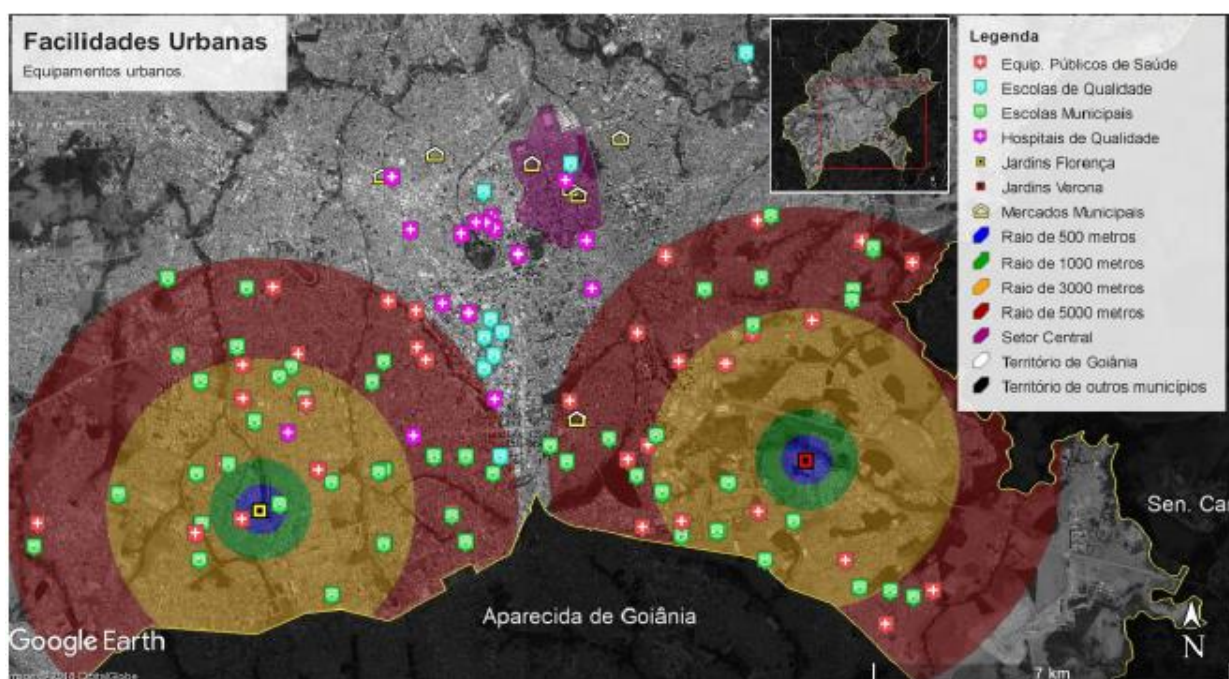 Facilidades Urbanas
Equipamentos urbanos.
Legenda
Equip. Públicos de Saúde
Escolas de Qualidade
Escolas Municipais
Hospitais de Qualidade
Jardins Florença
Jardins Verona
Mercados Municipais
Raio de 500 metros
Raio de 1000 metros
Raio de 3000 metros
Raio de 5000 metros
Setor Central
Território de Goiânia
Território de outros municípios
Sen. Ca
Aparecida de Goiânia
Google Earth
N
7 km